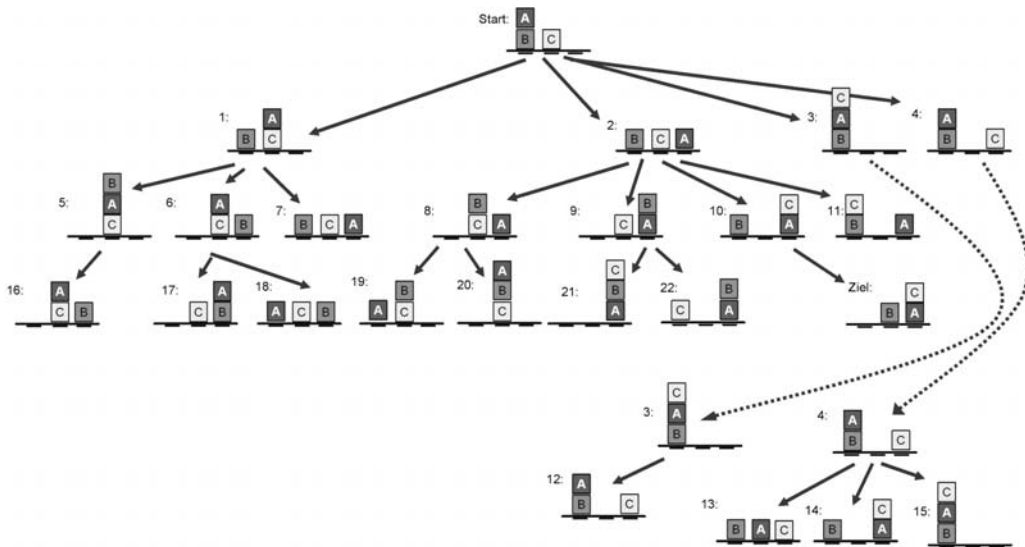 Start: A
B C
1: A
B C
2: B C A
3: C
A
B
4: A
B C
5: B
A
C
6: A
C B
7: B C A
8: B
C A
9: B
C A
10: C
B A
11: C
B A
16: A
C B
17: A
C B
18: A C B
19: B
A C
20: A
B
C
21: C
B
A
22: B
C A
Ziel: C
B A
3: C
A
B
4: A
B C
12: A
B C
13: B A C
14: C
B A
15: C
A
B